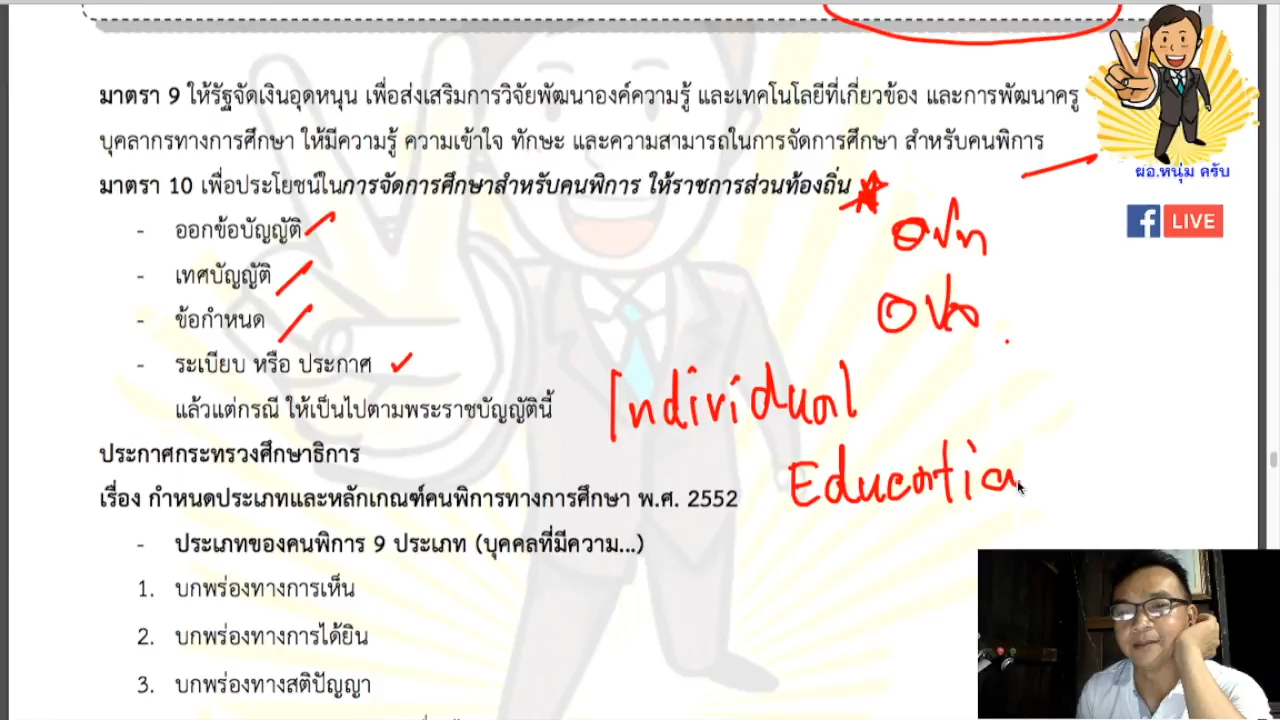 มาตรา 9 ให้รัฐจัดเงินอุดหนุน เพื่อส่งเสริมการวิจัยพัฒนาองค์ความรู้ และเทคโนโลยีที่เกี่ยวข้อง และการพัฒนาครู
บุคลากรทางการศึกษา ให้มีความรู้ ความเข้าใจ ทักษะ และความสามารถในการจัดการศึกษา สำหรับคนพิการ
ผอ.หนุ่ม ครับ
มาตรา 10 เพื่อประโยชน์ในการจัดการศึกษาสำหรับคนพิการ ให้ราชการส่วนท้องถิ่น
LIVE
- ออกข้อบัญญัติ
อปท
- เทศบัญญัติ
- ข้อกำหนด
- ระเบียบ หรือ ประกาศ
แล้วแต่กรณี ให้เป็นไปตามพระราชบัญญัตินี้
Individual
ประกาศกระทรวงศึกษาธิการ
Education
เรื่อง กำหนดประเภทและหลักเกณฑ์คนพิการทางการศึกษา พ.ศ. 2552
- ประเภทของคนพิการ 9 ประเภท (บุคคลที่มีความ...)
1. บกพร่องทางการเห็น
2. บกพร่องทางการได้ยิน
3. บกพร่องทางสติปัญญา